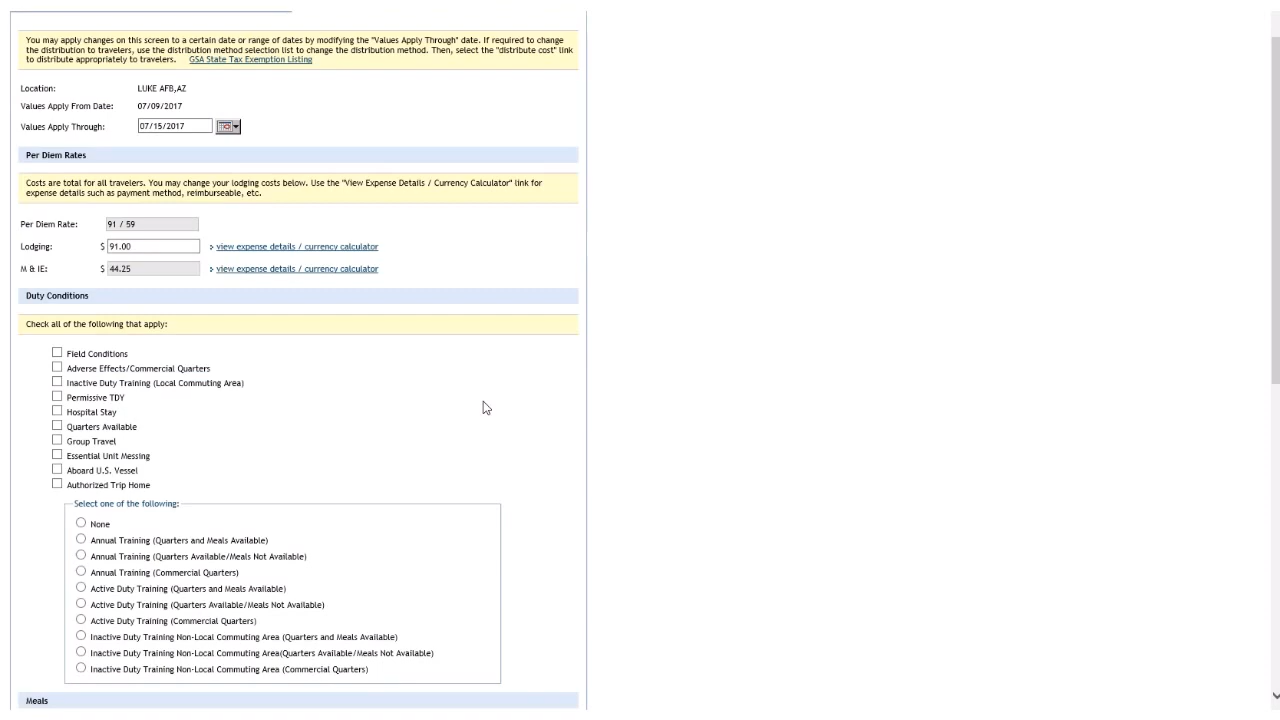 You may apply changes on this screen to a certain date or range of dates by modifying the "Values Apply Through" date. If required to change
the distribution to travelers, use the distribution method selection list to change the distribution method. Then, select the "distribute cost" link
to distribute appropriately to travelers. GSA State Tax Exemption Listing
Location: LUKE AFB,AZ
Values Apply From Date: 07/09/2017
Values Apply Through: 07/15/2017
Per Diem Rates
Costs are total for all travelers. You may change your lodging costs below. Use the "View Expense Details / Currency Calculator" link for
expense details such as payment method, reimburseable, etc.
Per Diem Rate: 91 / 59
Lodging: $ 91.00 > view expense details / currency calculator
M & IE: $ 44.25 > view expense details / currency calculator
Duty Conditions
Check all of the following that apply:
Field Conditions
Adverse Effects/Commercial Quarters
Inactive Duty Training (Local Commuting Area)
Permissive TDY
Hospital Stay
Quarters Available
Group Travel
Essential Unit Messing
Aboard U.S. Vessel
Authorized Trip Home
Select one of the following:
None
Annual Training (Quarters and Meals Available)
Annual Training (Quarters Available/Meals Not Available)
Annual Training (Commercial Quarters)
Active Duty Training (Quarters and Meals Available)
Active Duty Training (Quarters Available/Meals Not Available)
Active Duty Training (Commercial Quarters)
Inactive Duty Training Non-Local Commuting Area (Quarters and Meals Available)
Inactive Duty Training Non-Local Commuting Area(Quarters Available/Meals Not Available)
Inactive Duty Training Non-Local Commuting Area (Commercial Quarters)
Meals